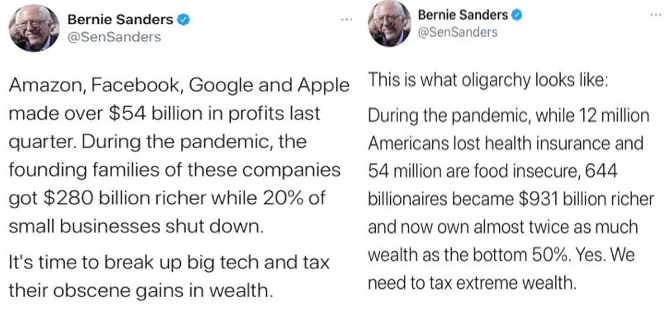 Bernie Sanders
@SenSanders
Amazon, Facebook, Google and Apple
made over $54 billion in profits last
quarter. During the pandemic, the
founding families of these companies
got $280 billion richer while 20% of
small businesses shut down.
It's time to break up big tech and tax
their obscene gains in wealth.
Bernie Sanders
@SenSanders
This is what oligarchy looks like:
During the pandemic, while 12 million
Americans lost health insurance and
54 million are food insecure, 644
billionaires became $931 billion richer
and now own almost twice as much
wealth as the bottom 50%. Yes. We
need to tax extreme wealth.